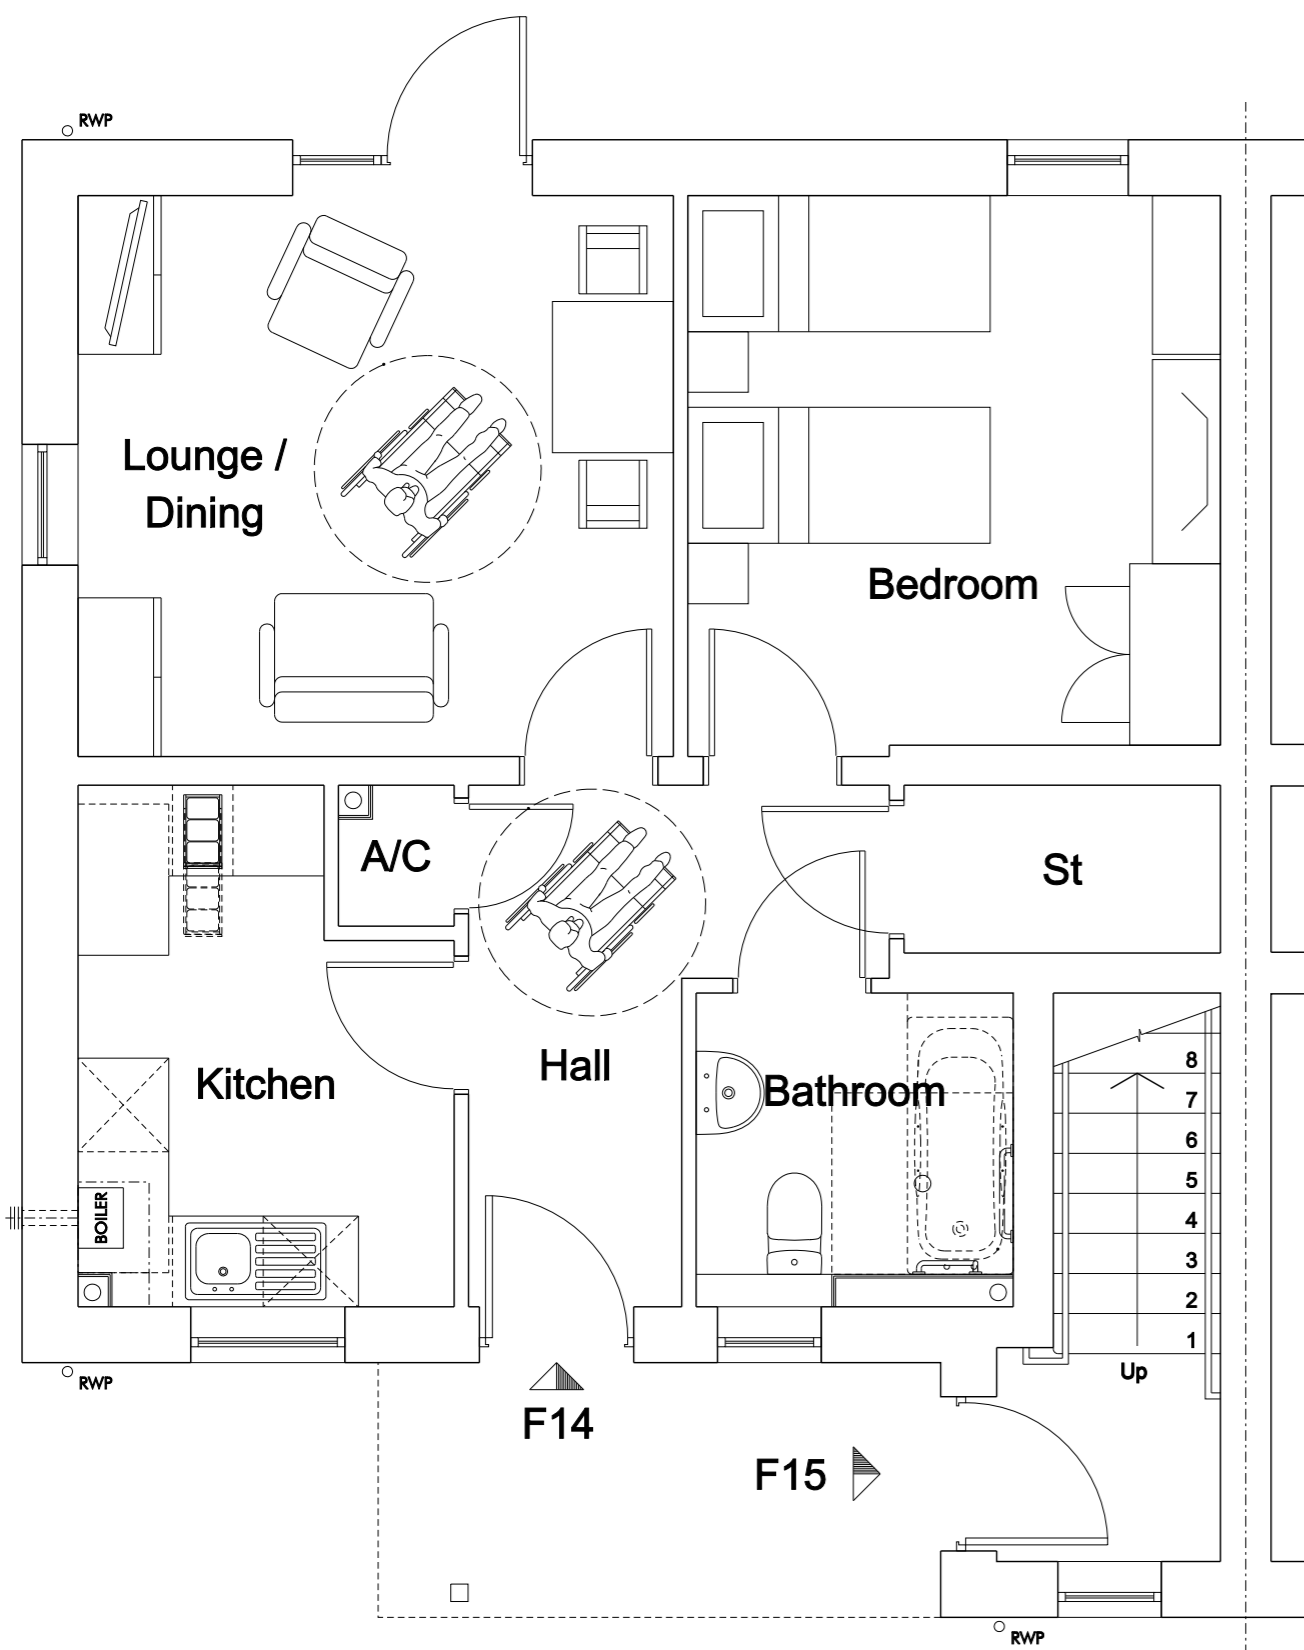 RWP
Lounge /
Dining
Bedroom
A/C
St
Kitchen
Hall
Bathroom
8
7
6
5
4
3
2
1
Up
BOILER
RWP
F14
F15
RWP